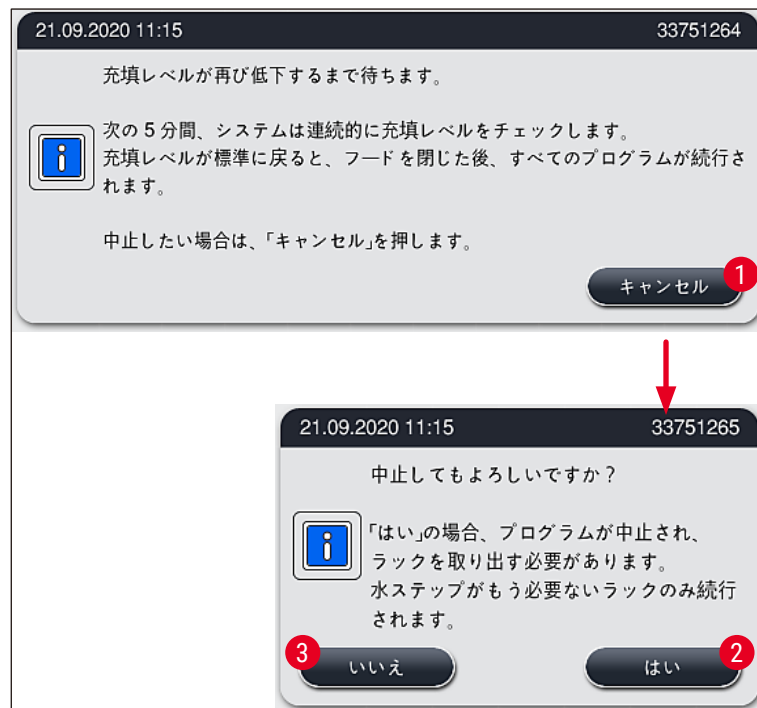 21.09.2020 11:15 33751264
充填レベルが再び低下するまで待ちます。
次の 5 分間、システムは連続的に充填レベルをチェックします。
充填レベルが標準に戻ると、フードを閉じた後、すべてのプログラムが続行さ
れます。
中止したい場合は、「キャンセル」を押します。
キャンセル 1
21.09.2020 11:15 33751265
中止してもよろしいですか？
「はい」の場合、プログラムが中止され、
ラックを取り出す必要があります。
水ステップがもう必要ないラックのみ続行
されます。
3 いいえ はい 2